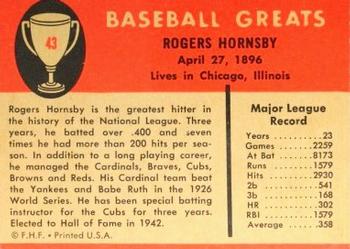 43
BASEBALL GREATS
ROGERS HORNSBY
April 27, 1896
Lives in Chicago, Illinois
Rogers Hornsby is the greatest hitter in
the history of the National League. Three
years, he batted over .400 and seven
times he had more than 200 hits per sea-
son. In addition to a long playing career,
he managed the Cardinals, Braves, Cubs,
Browns and Reds. His Cardinal team beat
the Yankees and Babe Ruth in the 1926
World Series. He has been special batting
instructor for the Cubs for three years.
Elected to Hall of Fame in 1942.
© F.H.F. • Printed U.S.A.
Major League
Record
Years 23
Games 2259
At Bat 8173
Runs 1579
Hits 2930
2b 541
3b 168
HR 302
RBI 1579
Average .358